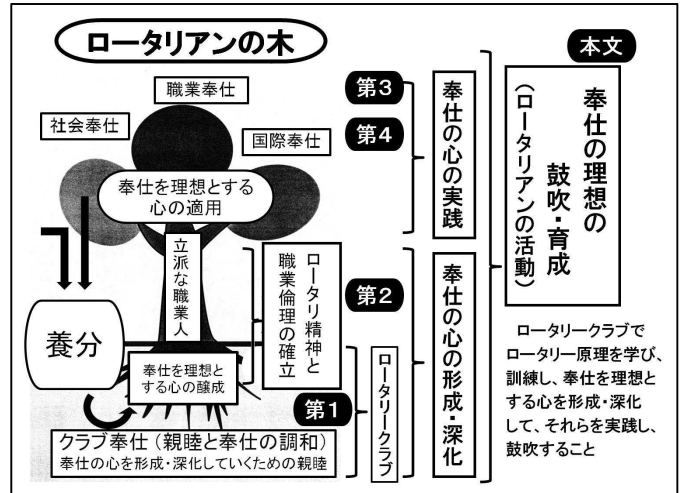 ロータリアンの木
本文
職業奉仕
社会奉仕
国際奉仕
奉仕を理想とする
心の適用
立派な職業人
養分
奉仕を理想と
する心の醸成
クラブ奉仕（親睦と奉仕の調和）
奉仕の心を形成・深化していくための親睦
ロータリ精神と
職業倫理の確立
第1
ロータリークラブ
第3
第4
第2
奉仕の心の実践
奉仕の心の形成・深化
奉仕の理想の
鼓吹・育成
（ロータリアンの活動）
ロータリークラブで
ロータリー原理を学び、
訓練し、奉仕を理想と
する心を形成・深化
して、それらを実践し、
鼓吹すること